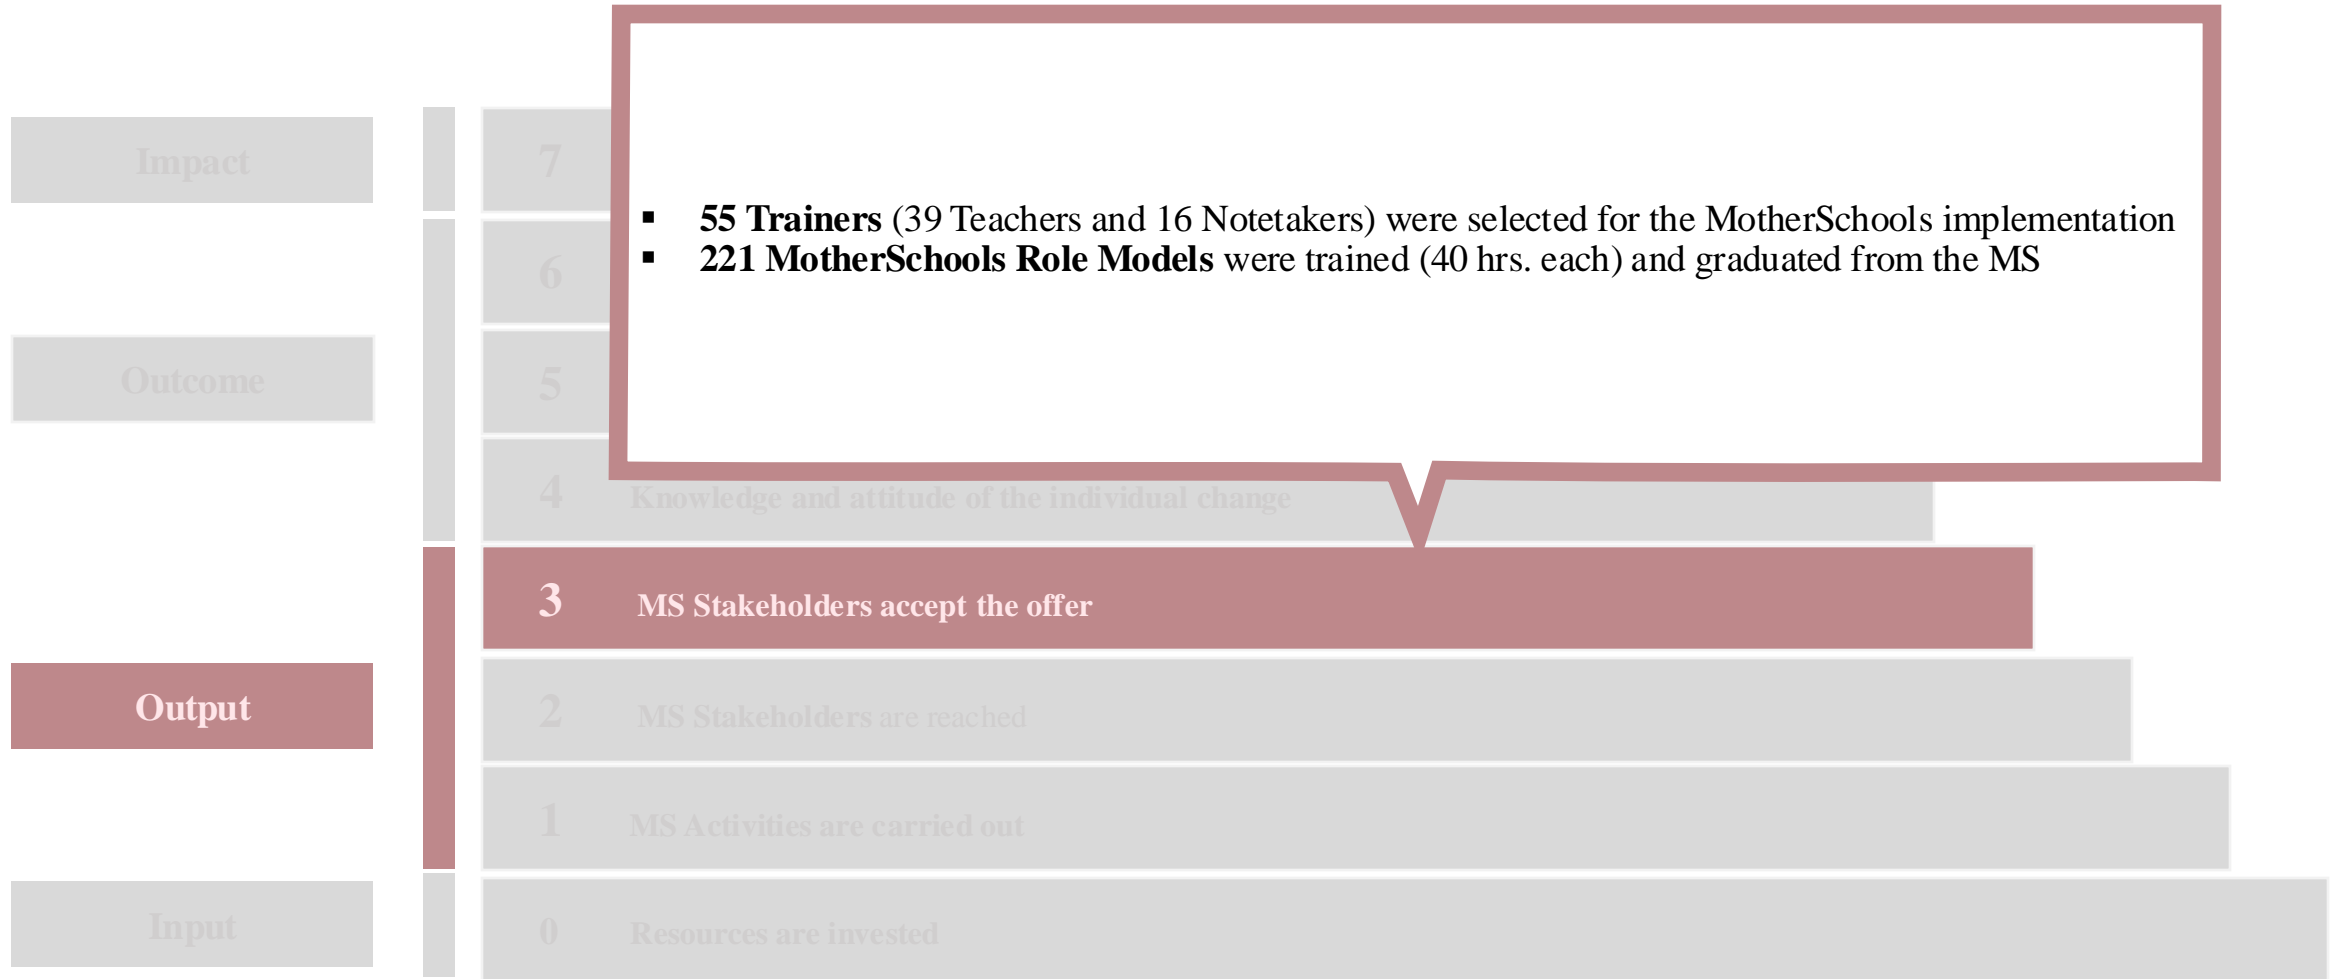 55 Trainers (39 Teachers and 16 Notetakers) were selected for the MotherSchools implementation
221 MotherSchools Role Models were trained (40 hrs. each) and graduated from the MS
Impact
7
6
Outcome
5
4 Knowledge and attitude of the individual change
3 MS Stakeholders accept the offer
Output
2 MS Stakeholders are reached
1 MS Activities are carried out
Input
0 Resources are invested